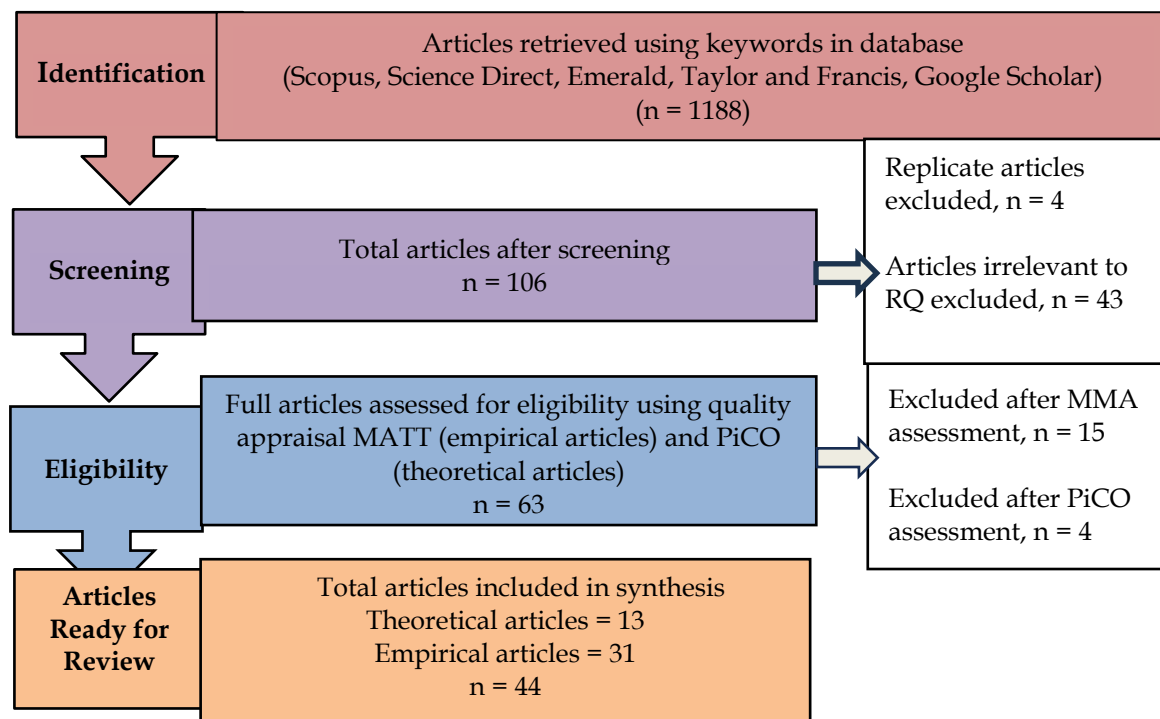 Identification
Articles retrieved using keywords in database
(Scopus, Science Direct, Emerald, Taylor and Francis, Google Scholar)
(n = 1188)
Replicate articles
excluded, n = 4
Articles irrelevant to
RQ excluded, n = 43
Screening
Total articles after screening
n = 106
Eligibility
Full articles assessed for eligibility using quality
appraisal MATT (empirical articles) and PiCO
(theoretical articles)
n = 63
Excluded after MMA
assessment, n = 15
Excluded after PiCO
assessment, n = 4
Articles
Ready for
Review
Total articles included in synthesis
Theoretical articles = 13
Empirical articles = 31
n = 44